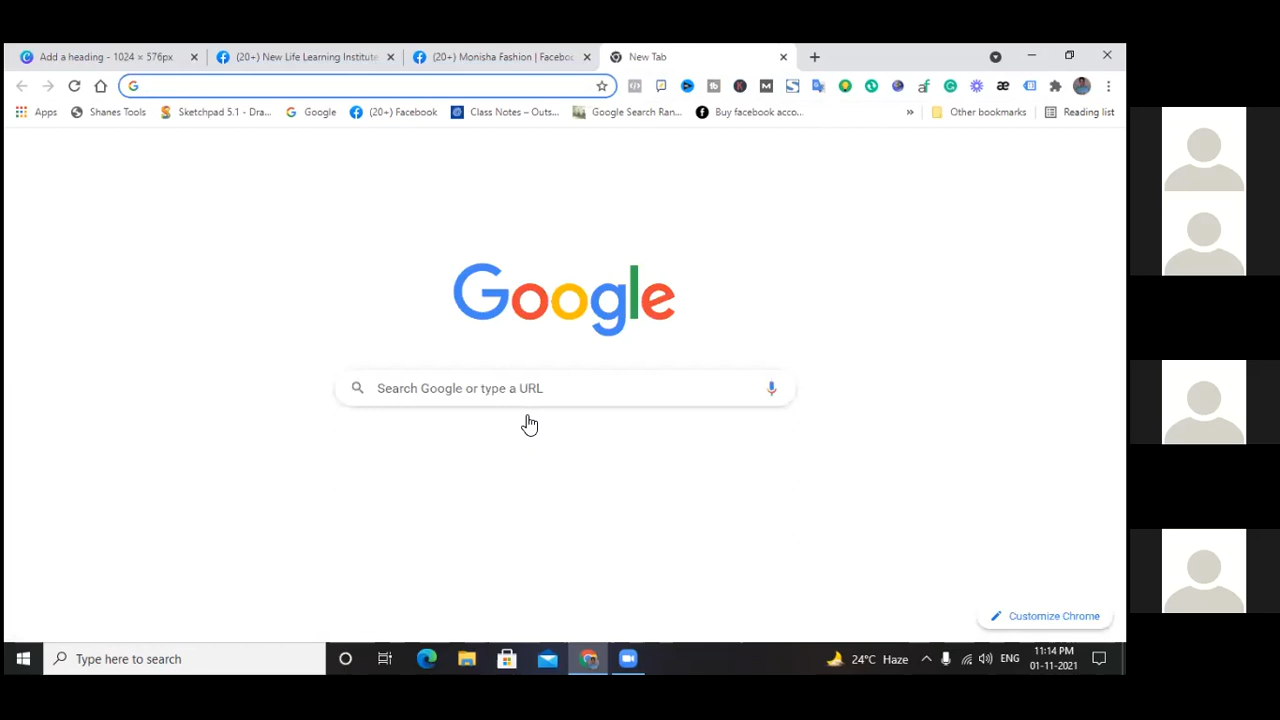 Add a heading - 1024 × 576px
(20+) New Life Learning Institute
(20+) Monisha Fashion | Faceboo
New Tab
Apps
Shanes Tools
Sketchpad 5.1 - Dra...
Google
(20+) Facebook
Class Notes – Outs...
Google Search Ran...
Buy facebook acco...
»
Other bookmarks
Reading list
Google
Search Google or type a URL
Customize Chrome
Type here to search
24°C Haze
ENG
11:14 PM
01-11-2021